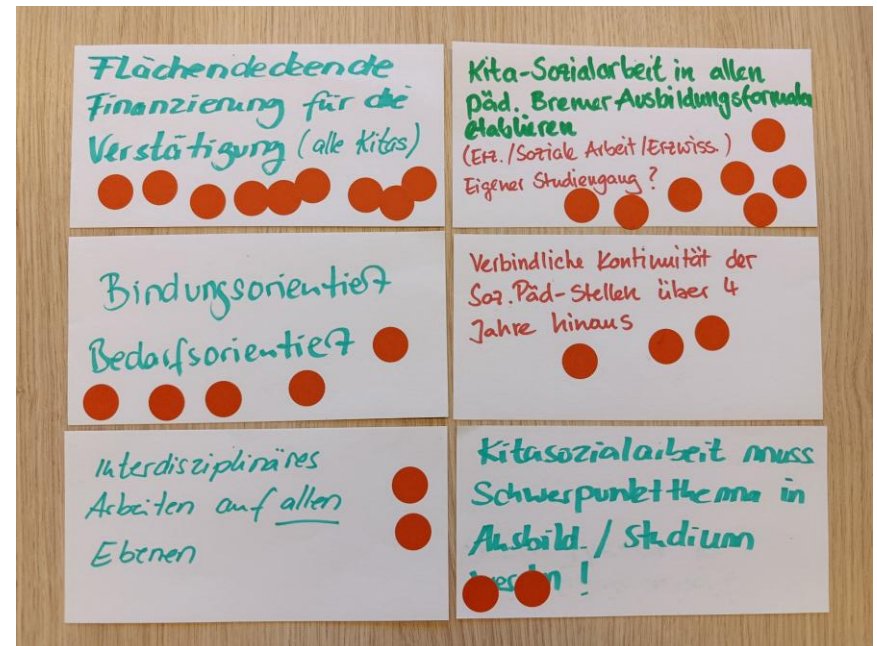 Flächendeckende
Finanzierung für die
Verstätigung (alle Kitas)
Kita-Sozialarbeit in allen
päd. Bremer Ausbildungsformaten
etablieren
(Erz./Soziale Arbeit/Erzwiss.)
Eigener Studiengang?
Bindungsorientiert
Bedarfsorientiert
Verbindliche Kontinuität der
Soz.Päd-Stellen über 4
Jahre hinaus
Interdisziplinäres
Arbeiten auf allen
Ebenen
Kitasozialarbeit muss
Schwerpunktthema in
Ausbild./Studium
werden!